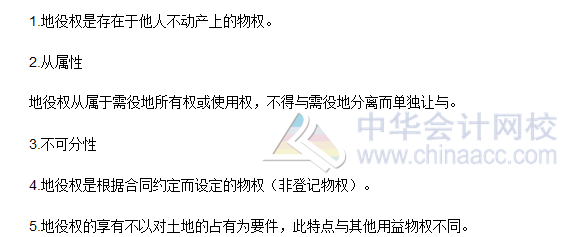 1.地役权是存在于他人不动产上的物权。
2.从属性
地役权从属于需役地所有权或使用权，不得与需役地分离而单独让与。
3.不可分性
中华会计网校
www.chinaacc.com
4.地役权是根据合同约定而设定的物权（非登记物权）。
5.地役权的享有不以对土地的占有为要件，此特点与其他用益物权不同。